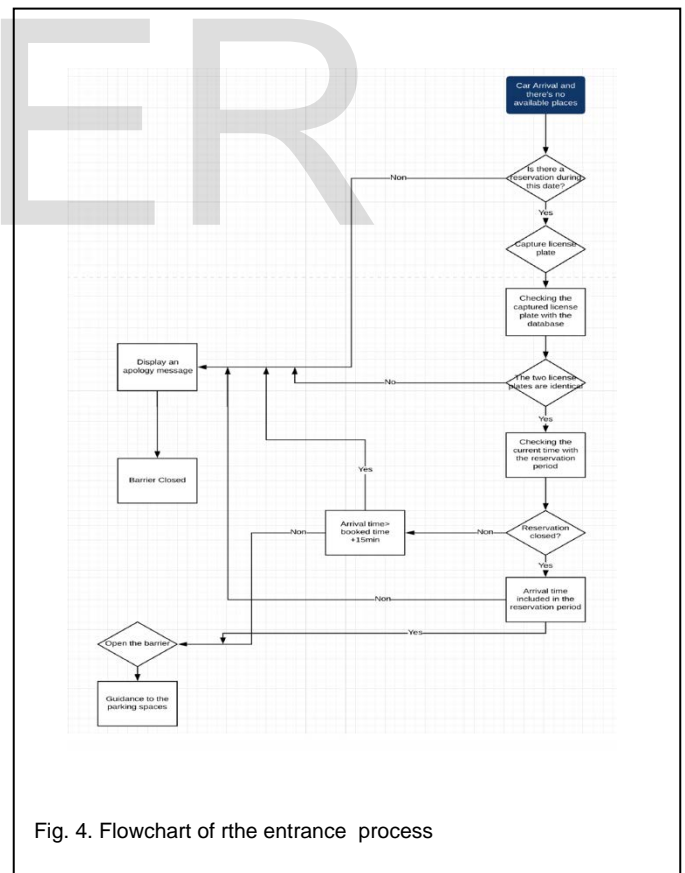 ER
Car Arrival and
there's no
available places
Is there a
reservation during
this date?
Non
Yes
Capture license
plate
Checking the
captured license
plate with the
database
Display an
apology message
The two license
plates are identical
No
Yes
Checking the
current time with
the reservation
period
Barrier Closed
Yes
Arrival time>
booked time
+15min
Non
Non
Reservation
closed?
Yes
Arrival time
included in the
reservation period
Non
Yes
Open the barrier
Guidance to the
parking spaces
Fig. 4. Flowchart of rthe entrance process